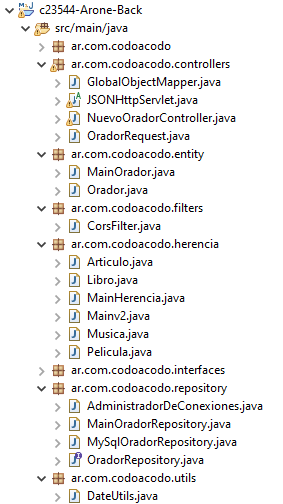 c23544-Arone-Back
src/main/java
ar.com.codoacodo
ar.com.codoacodo.controllers
GlobalObjectMapper.java
JSONHttpServlet.java
NuevoOradorController.java
OradorRequest.java
ar.com.codoacodo.entity
MainOrador.java
Orador.java
ar.com.codoacodo.filters
CorsFilter.java
ar.com.codoacodo.herencia
Articulo.java
Libro.java
MainHerencia.java
Mainv2.java
Musica.java
Pelicula.java
ar.com.codoacodo.interfaces
ar.com.codoacodo.repository
AdministradorDeConexiones.java
MainOradorRepository.java
MySqlOradorRepository.java
OradorRepository.java
ar.com.codoacodo.utils
DateUtils.java